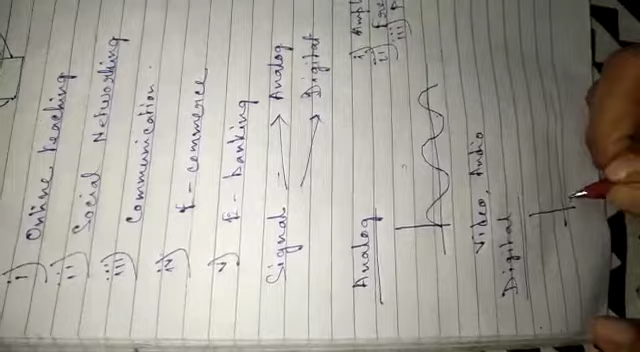 i) Online teaching
ii) Social Networking
iii) Communication.
iv) E-commerce
v) E-banking
Signal :- → Analog
→ Digital
i) Ampl
ii)
iii)
Analog
Video, Audio
Digital